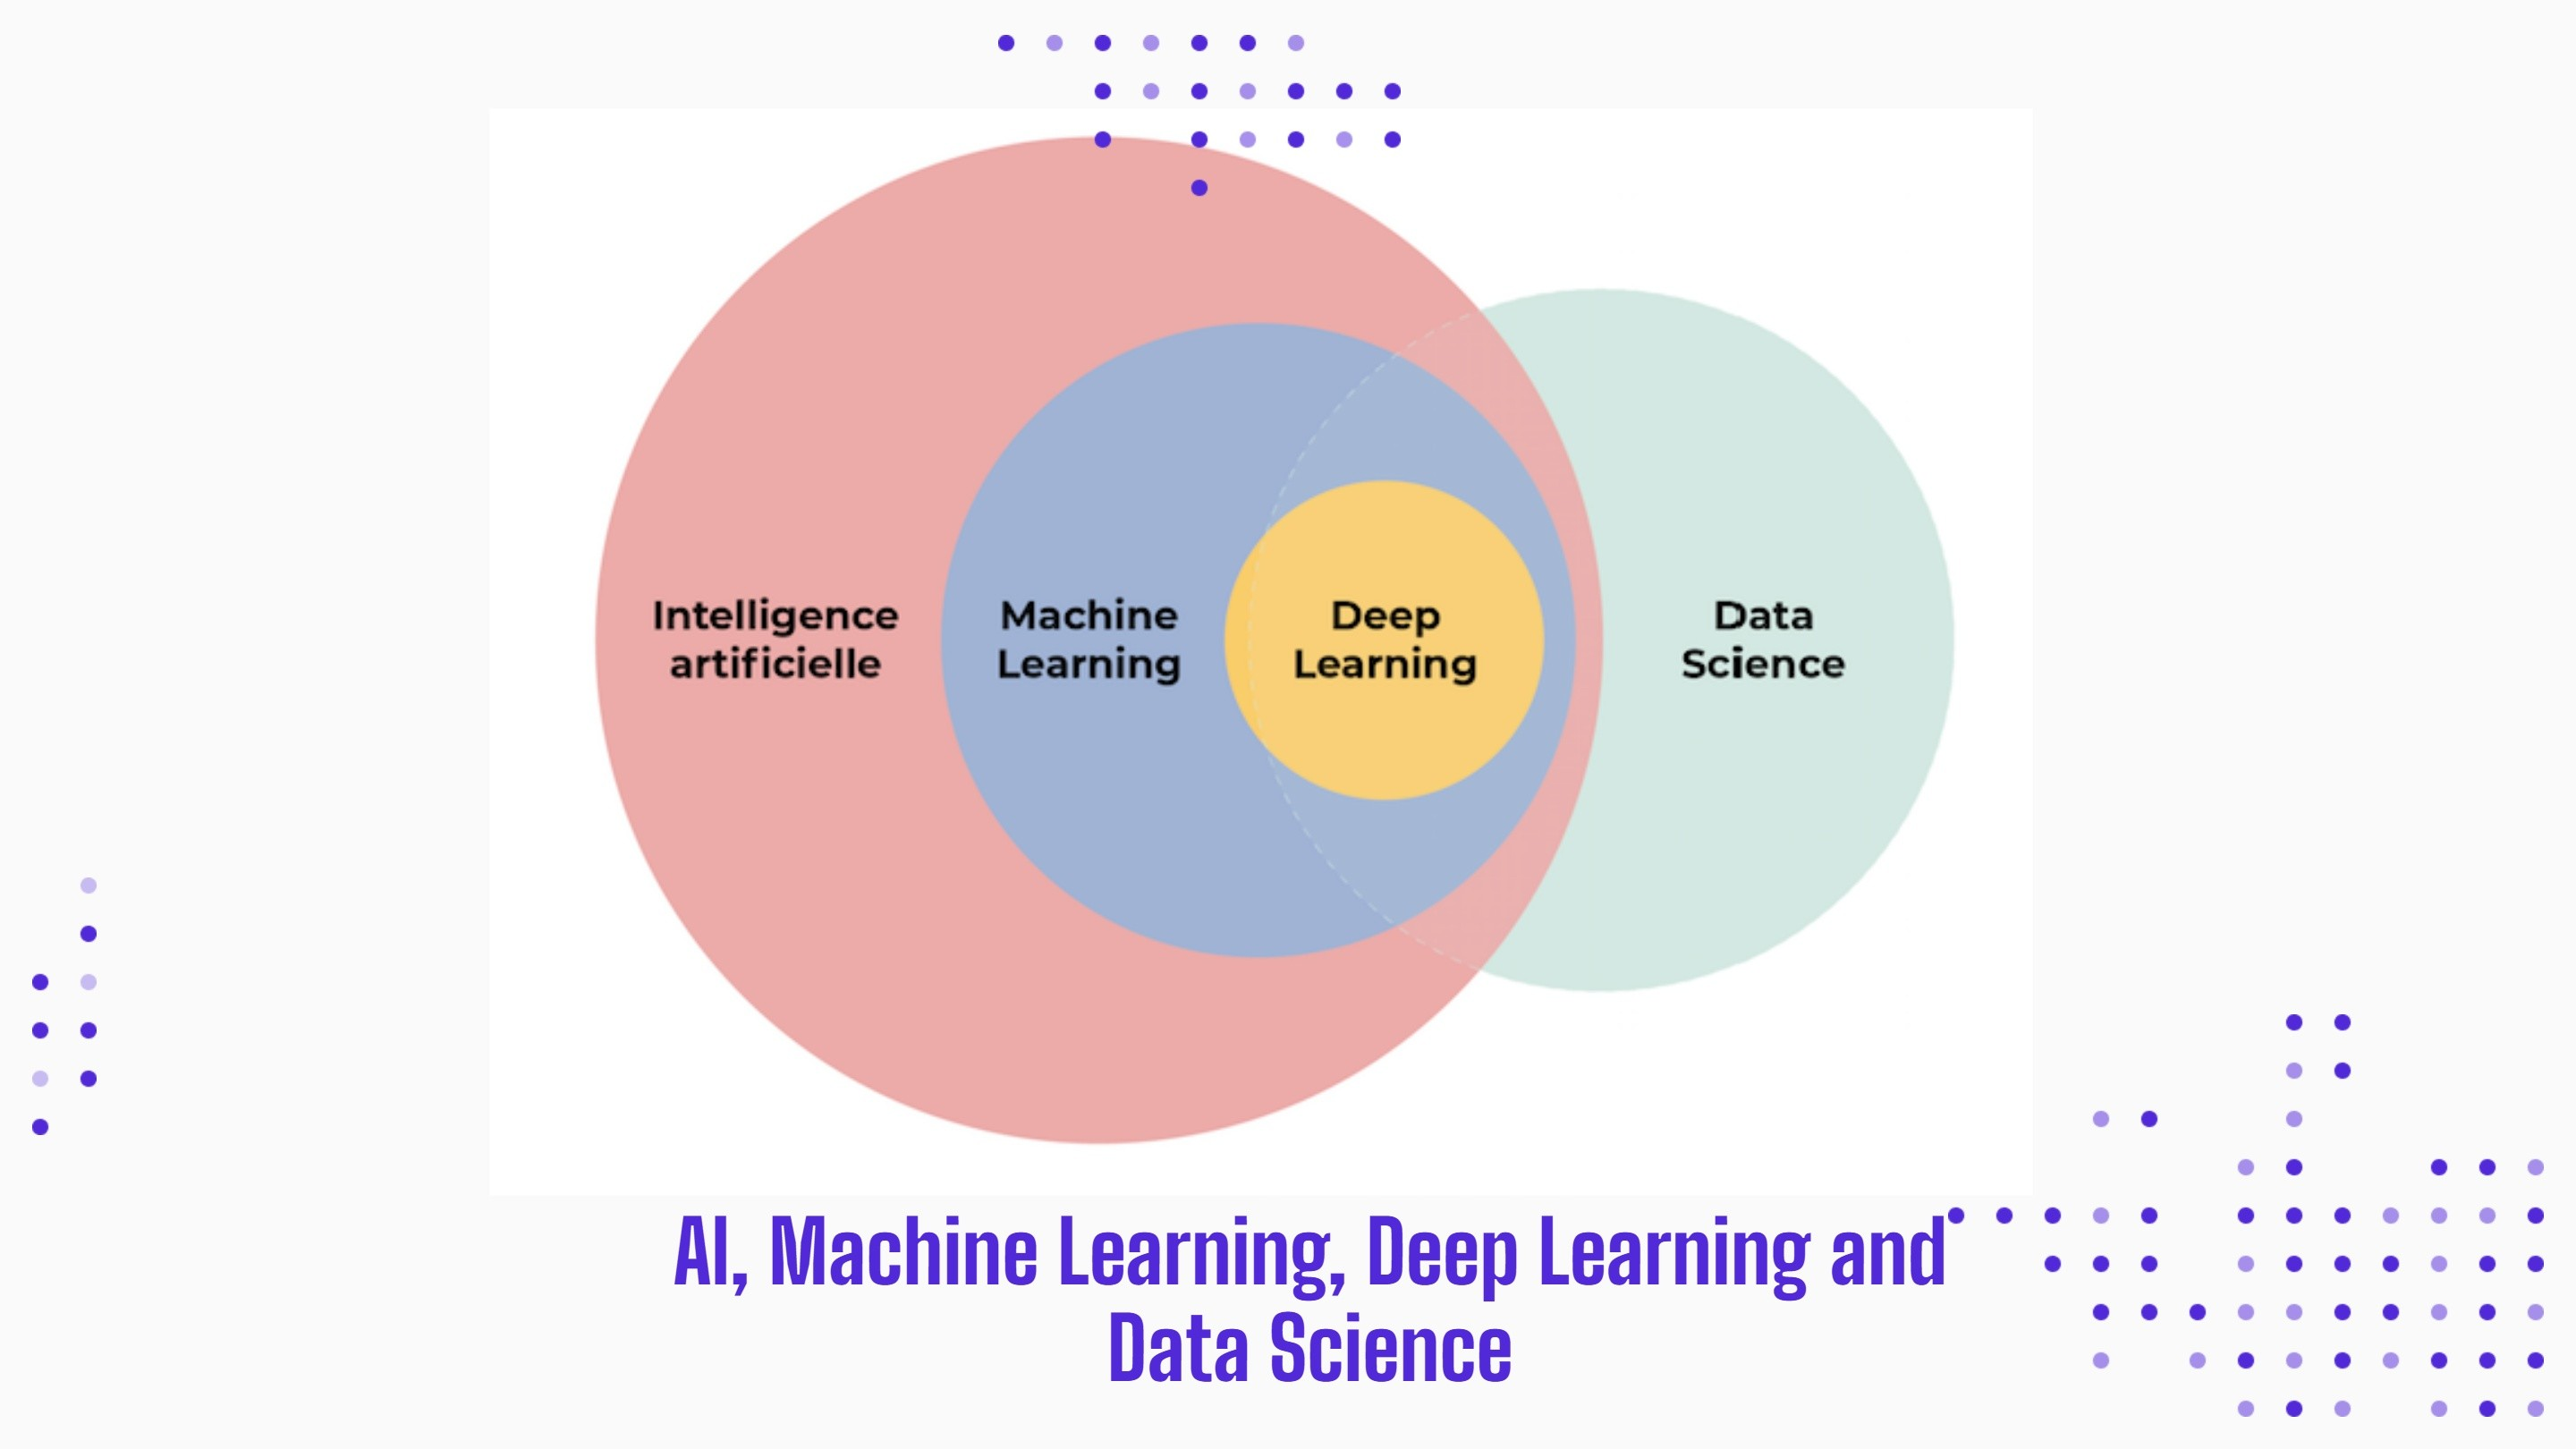 Intelligence
artificielle
Machine
Learning
Deep
Learning
Data
Science
AI, Machine Learning, Deep Learning and
Data Science